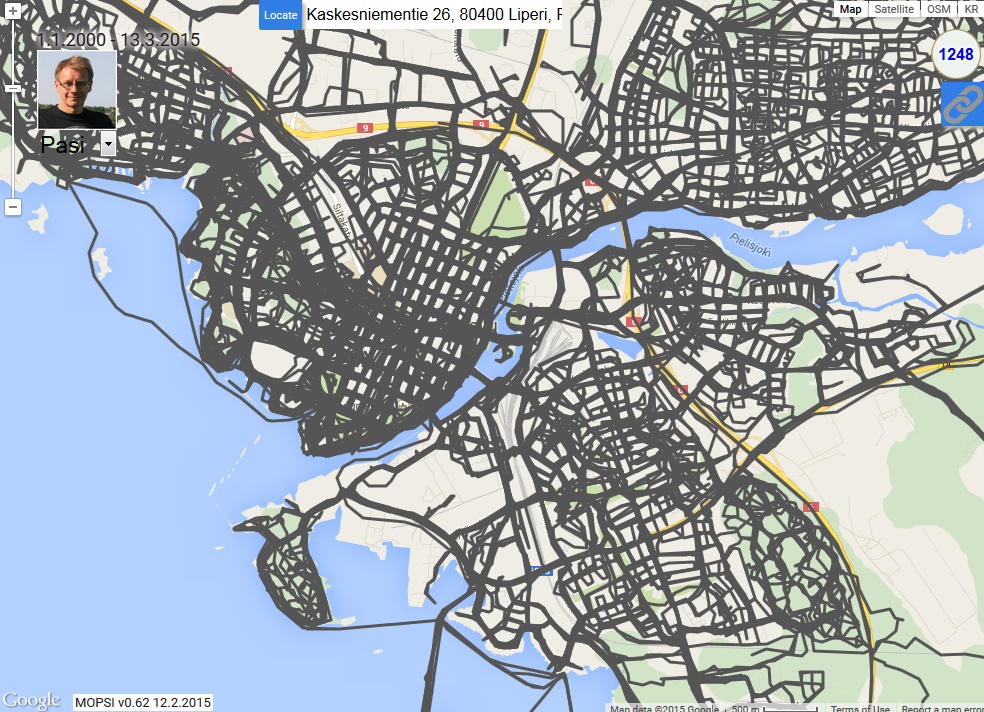 +
Locate
Kaskesniementie 26, 80400 Liperi, F
Map
Satellite
OSM
KR
1.1.2000 - 13.3.2015
1248
Pasi
9
9
Siltakatu
Pielisjoki
−
Google
MOPSI v0.62 12.2.2015
Map data ©2015 Google
500 m
Terms of Use
Report a map error